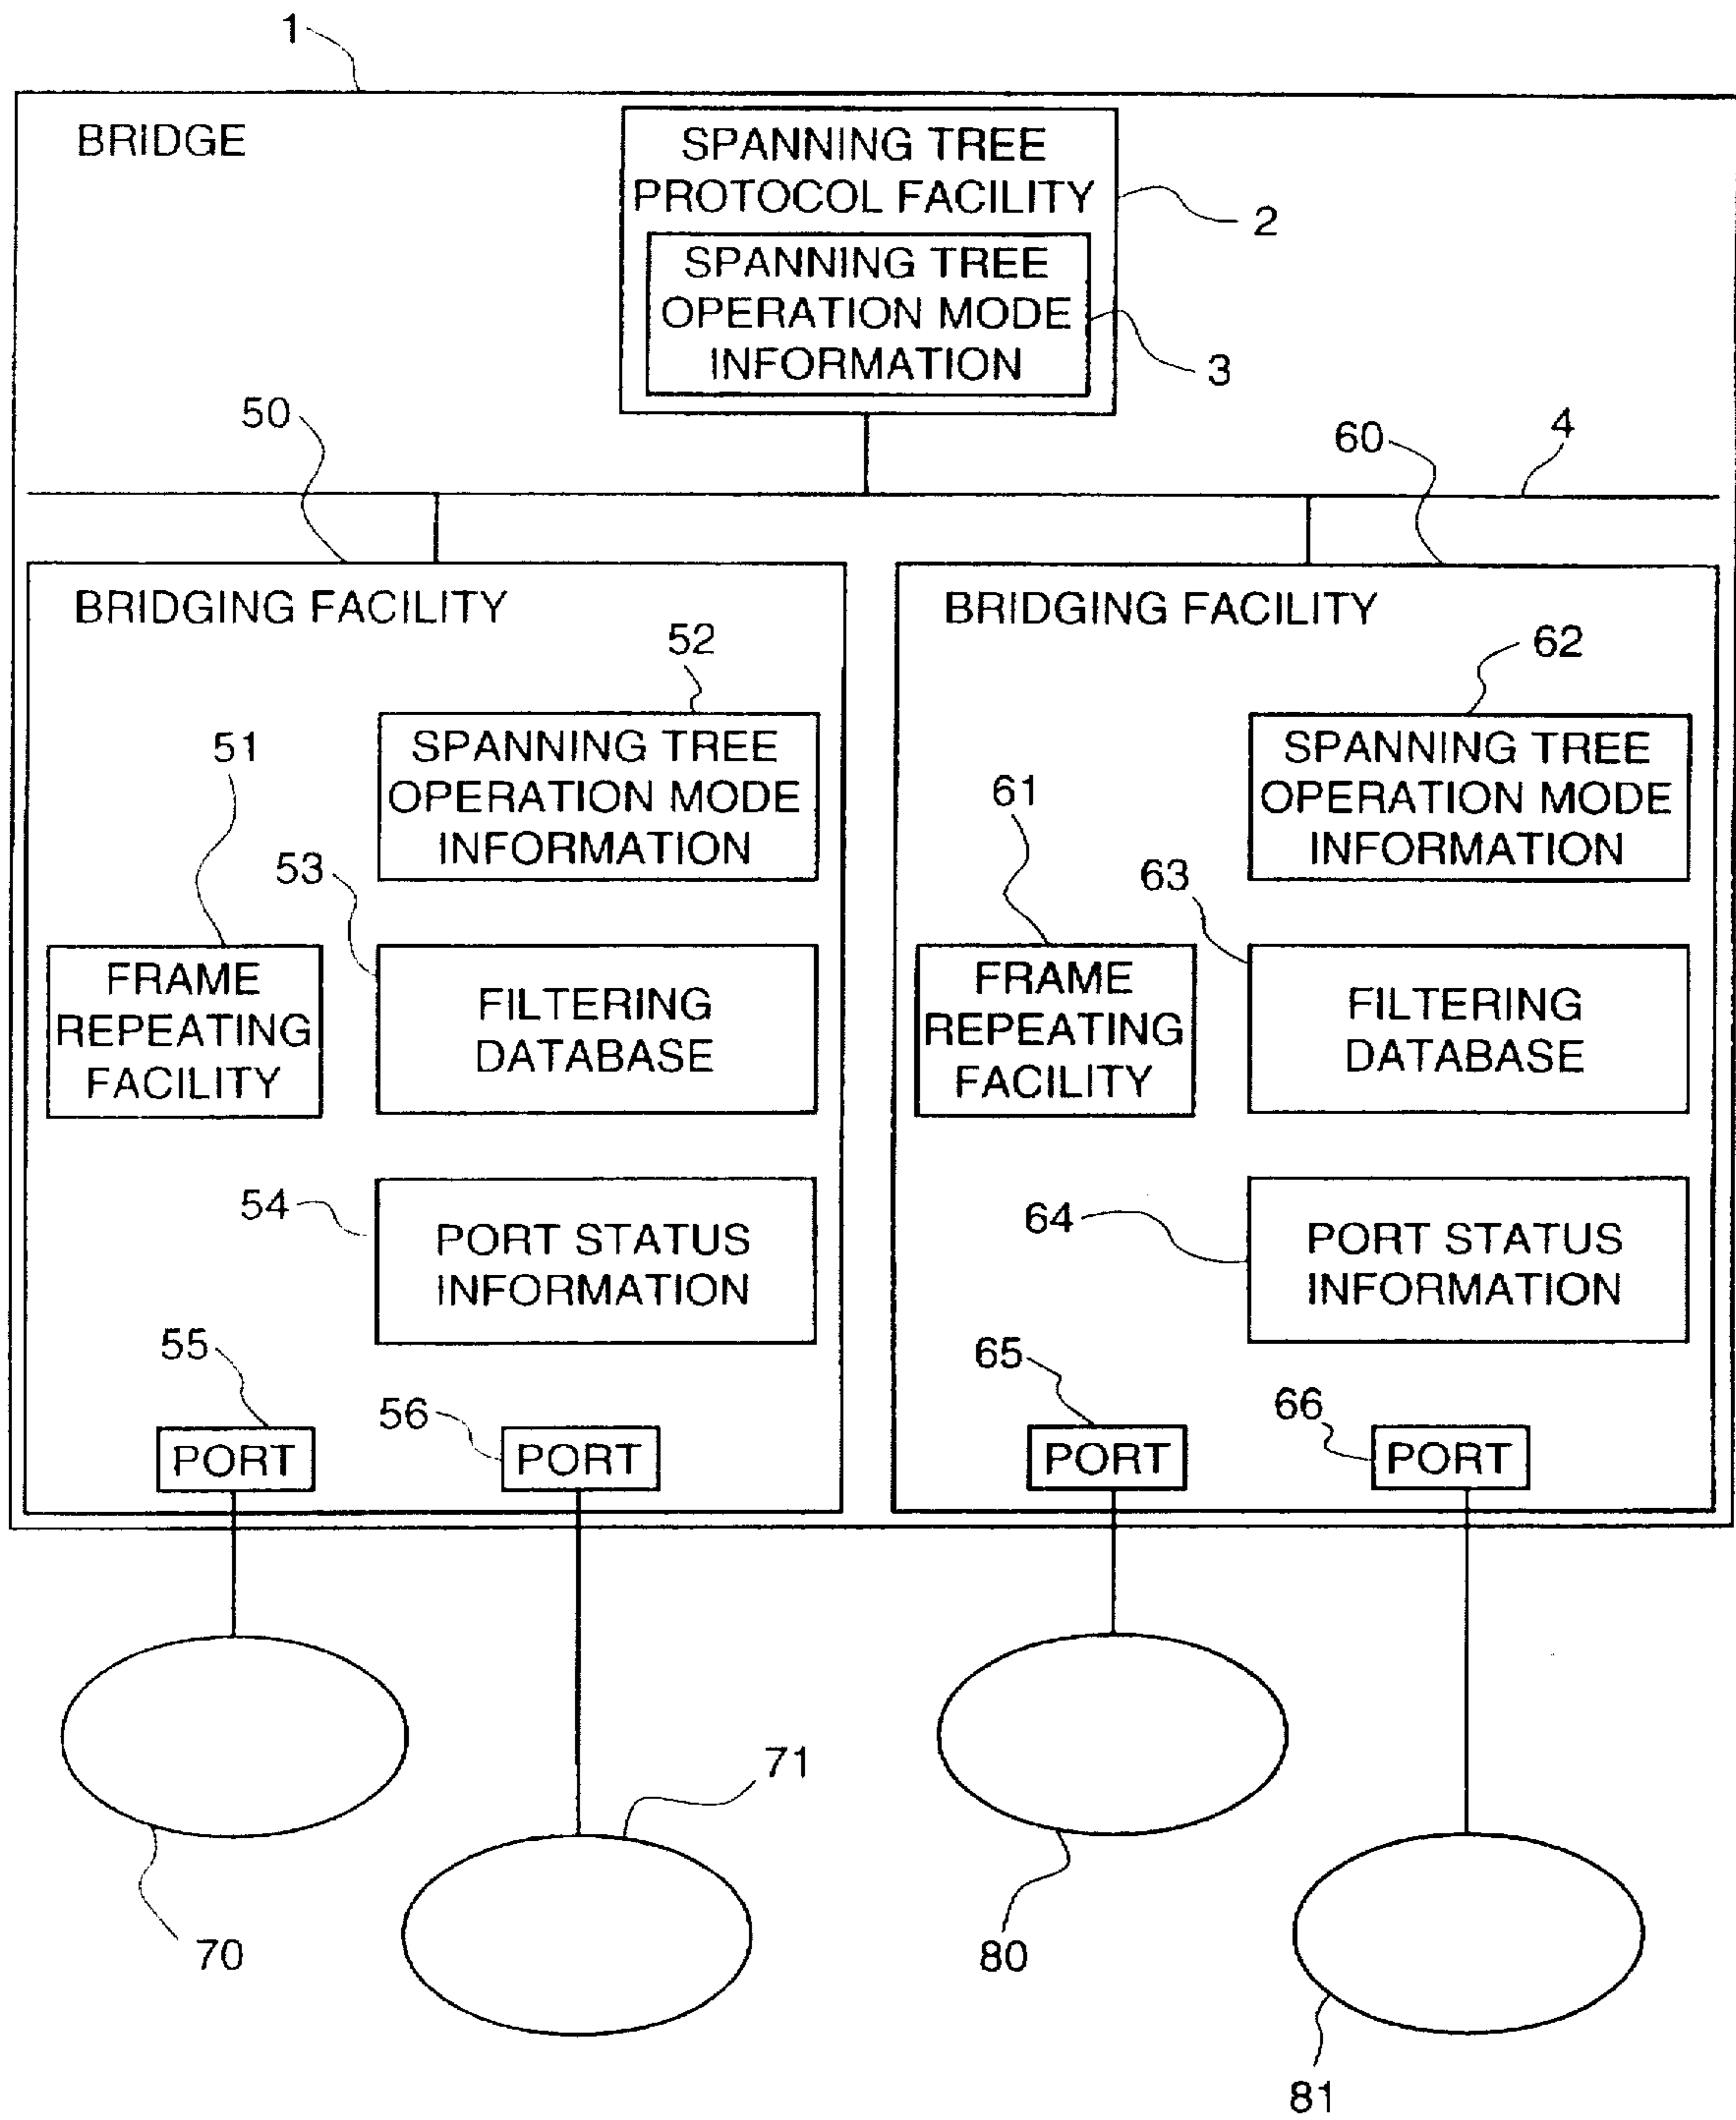 1
BRIDGE
SPANNING TREE
PROTOCOL FACILITY
2
SPANNING TREE
OPERATION MODE
INFORMATION
3
50
60
4
BRIDGING FACILITY
52
SPANNING TREE
OPERATION MODE
INFORMATION
51
53
FRAME
REPEATING
FACILITY
FILTERING
DATABASE
54
PORT STATUS
INFORMATION
55
56
PORT
PORT
BRIDGING FACILITY
62
SPANNING TREE
OPERATION MODE
INFORMATION
61
63
FRAME
REPEATING
FACILITY
FILTERING
DATABASE
64
PORT STATUS
INFORMATION
65
66
PORT
PORT
71
70
80
81